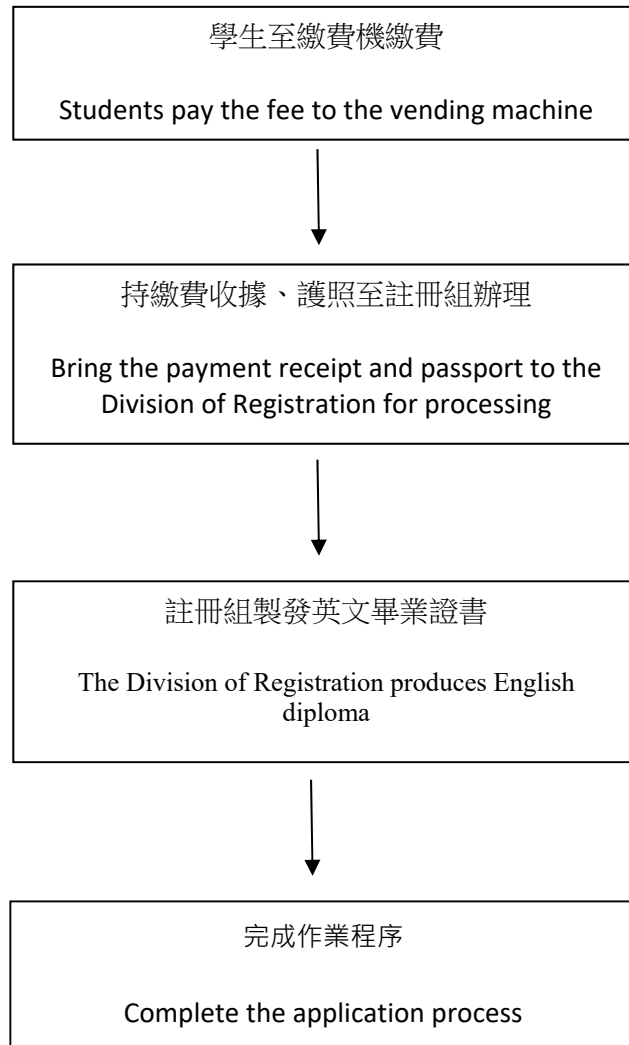 學生至繳費機繳費
Students pay the fee to the vending machine
持繳費收據、護照至註冊組辦理
Bring the payment receipt and passport to the
Division of Registration for processing
註冊組製發英文畢業證書
The Division of Registration produces English
diploma
完成作業程序
Complete the application process